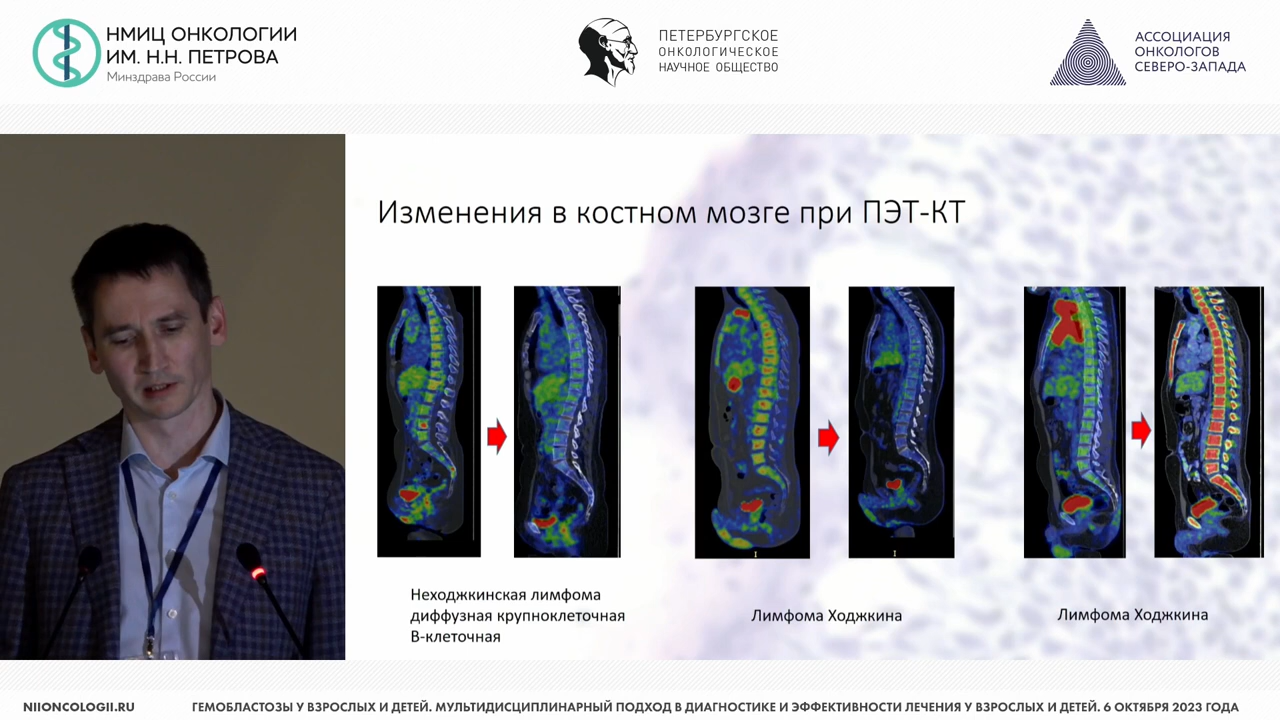 НМИЦ ОНКОЛОГИИ
ИМ. Н.Н. ПЕТРОВА
Минздрава России
ПЕТЕРБУРГСКОЕ
ОНКОЛОГИЧЕСКОЕ
НАУЧНОЕ ОБЩЕСТВО
АССОЦИАЦИЯ
ОНКОЛОГОВ
СЕВЕРО-ЗАПАДА
Изменения в костном мозге при ПЭТ-КТ
Неходжкинская лимфома
диффузная крупноклеточная
В-клеточная
Лимфома Ходжкина
Лимфома Ходжкина
NIIONCOLOGII.RU
ГЕМОБЛАСТОЗЫ У ВЗРОСЛЫХ И ДЕТЕЙ. МУЛЬТИДИСЦИПЛИНАРНЫЙ ПОДХОД В ДИАГНОСТИКЕ И ЭФФЕКТИВНОСТИ ЛЕЧЕНИЯ У ВЗРОСЛЫХ И ДЕТЕЙ. 6 ОКТЯБРЯ 2023 ГОДА